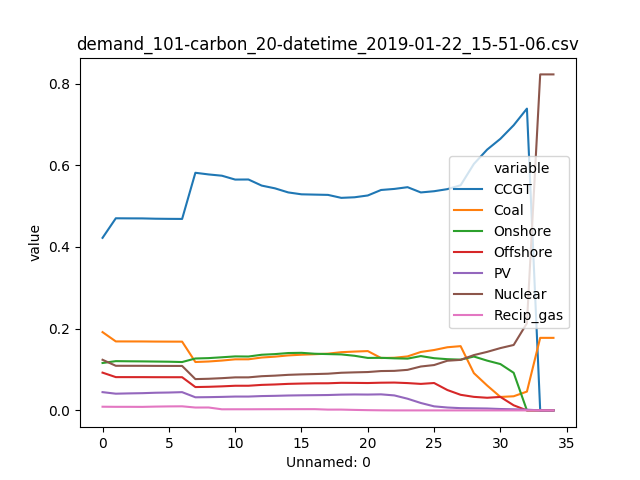 demand_101-carbon_20-datetime_2019-01-22_15-51-06.csv
0.8
0.6
0.4
0.2
0.0
value
variable
CCGT
Coal
Onshore
Offshore
PV
Nuclear
Recip_gas
0 5 10 15 20 25 30 35
Unnamed: 0